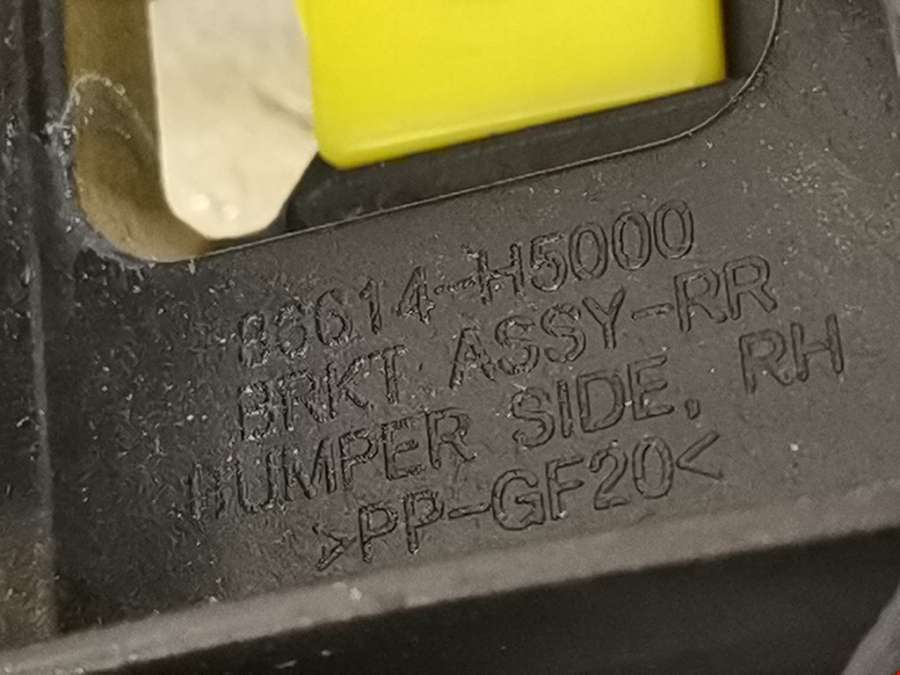 86614-H5000
BRKT ASSY-RR
BUMPER SIDE, RH
>PP-GF20<